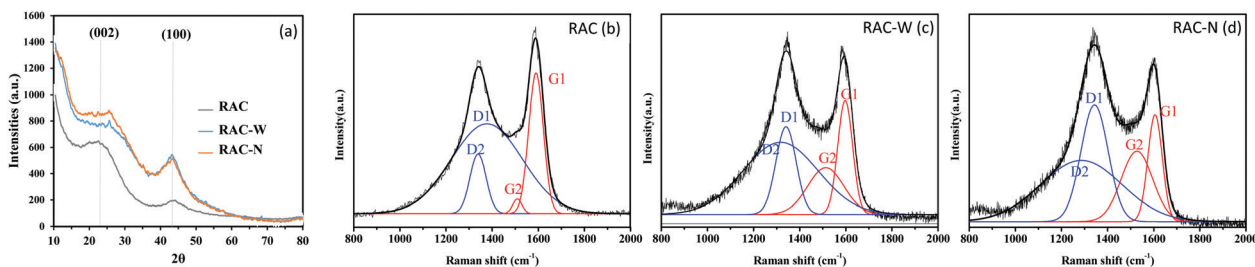 (a)
(002)
(100)
RAC
RAC-W
RAC-N
Intensities (a.u.)
1600
1400
1200
1000
800
600
400
200
0
10 20 30 40 50 60 70 80
2θ
RAC (b)
G1
D1
D2
G2
Intensity(a.u.)
800 1000 1200 1400 1600 1800 2000
Raman shift (cm⁻¹)
RAC-W (c)
G1
D1
D2
G2
Intensity(a.u.)
800 1000 1200 1400 1600 1800 2000
Raman shift (cm⁻¹)
RAC-N (d)
D1
G1
G2
D2
Intensity(a.u.)
800 1000 1200 1400 1600 1800 2000
Raman shift (cm⁻¹)